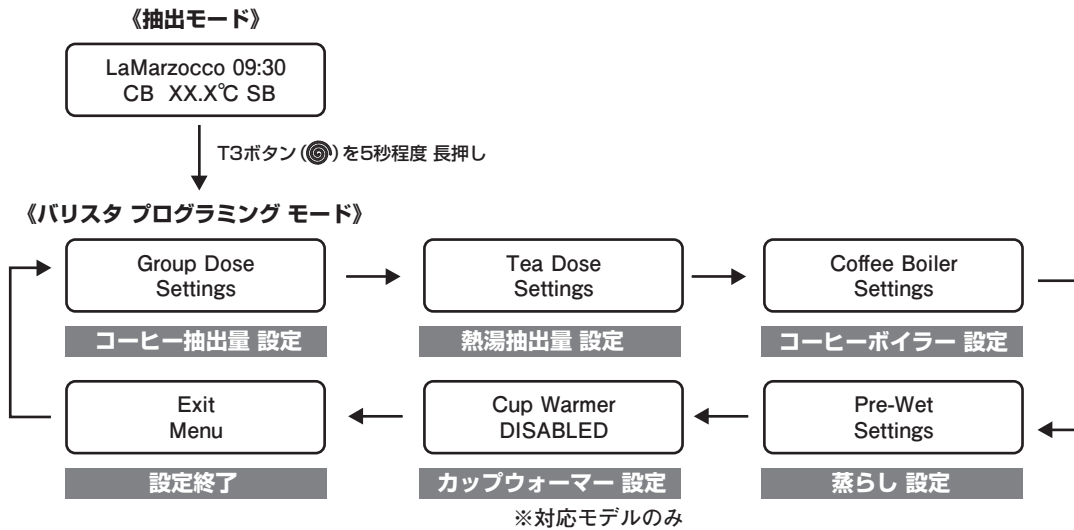 《抽出モード》
LaMarzocco 09:30
CB XX.X℃ SB
T3ボタン()を5秒程度 長押し
《バリスタ プログラミング モード》
Group Dose
Settings
Tea Dose
Settings
Coffee Boiler
Settings
コーヒー抽出量 設定
熱湯抽出量 設定
コーヒーボイラー 設定
Exit
Menu
Cup Warmer
DISABLED
Pre-Wet
Settings
設定終了
カップウォーマー 設定
蒸らし 設定
※対応モデルのみ